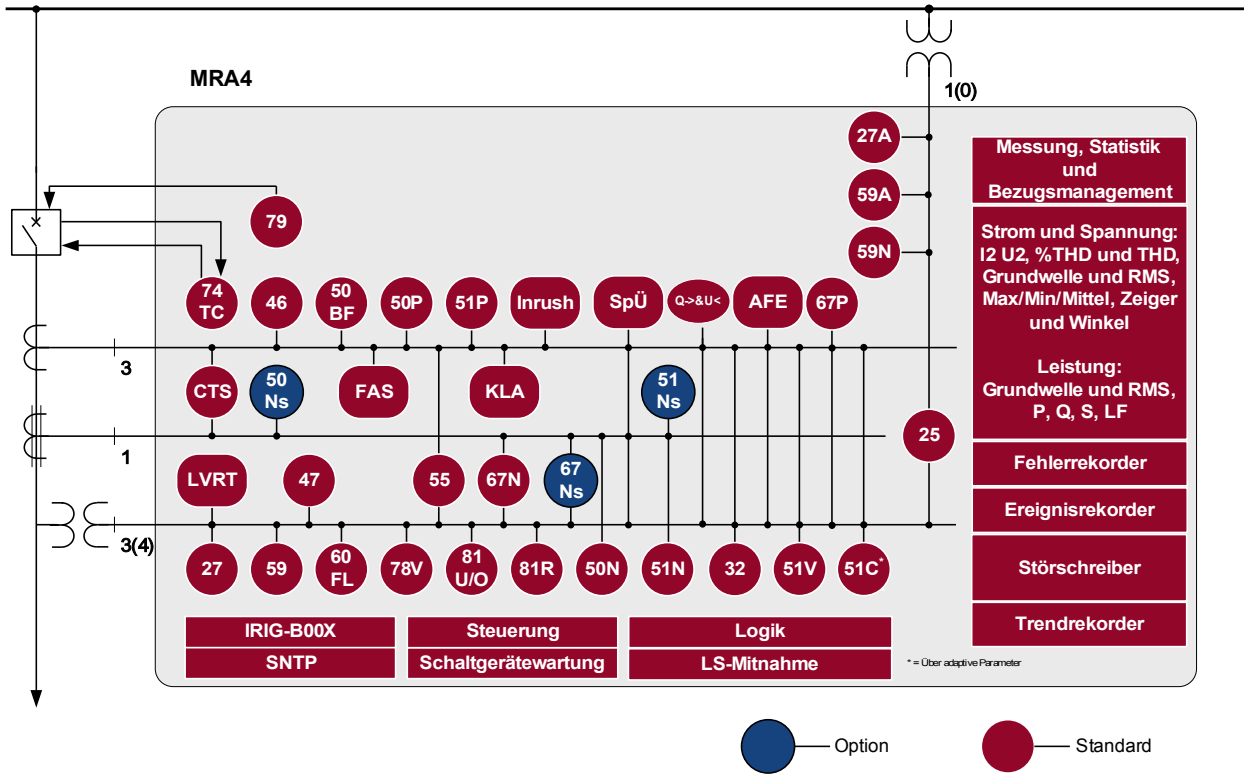 MRA4
1(0)
27A
59A
59N
79
74
TC
46
50
BF
50P
51P
Inrush
SpÜ
Q->&U<
AFE
67P
3
CTS
50
Ns
FAS
KLA
51
Ns
25
1
LVRT
47
55
67N
67
Ns
3(4)
27
59
60
FL
78V
81
U/O
81R
50N
51N
32
51V
51C*
Messung, Statistik
und
Bezugsmanagement
Strom und Spannung:
I2 U2, %THD und THD,
Grundwelle und RMS,
Max/Min/Mittel, Zeiger
und Winkel
Leistung:
Grundwelle und RMS,
P, Q, S, LF
Fehlerrekorder
Ereignisrekorder
Störschreiber
Trendrekorder
IRIG-B00X
Steuerung
Logik
SNTP
Schaltgerätewartung
LS-Mitnahme
* = Über adaptive Parameter
Option
Standard